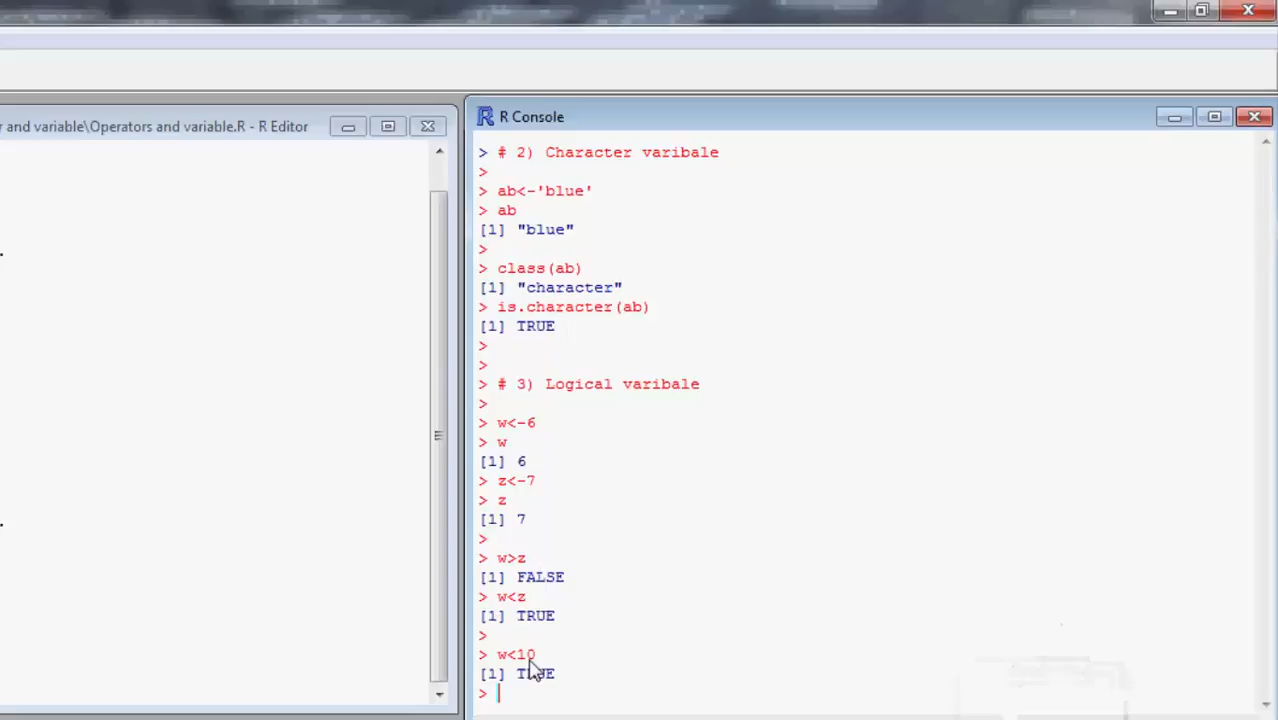 r and variable\Operators and variable.R - R Editor
R Console
> # 2) Character varibale
>
> ab<-'blue'
> ab
[1] "blue"
>
> class(ab)
[1] "character"
> is.character(ab)
[1] TRUE
>
>
> # 3) Logical varibale
>
> w<-6
> w
[1] 6
> z<-7
> z
[1] 7
>
> w>z
[1] FALSE
> w<z
[1] TRUE
>
> w<10
[1] TRUE
>